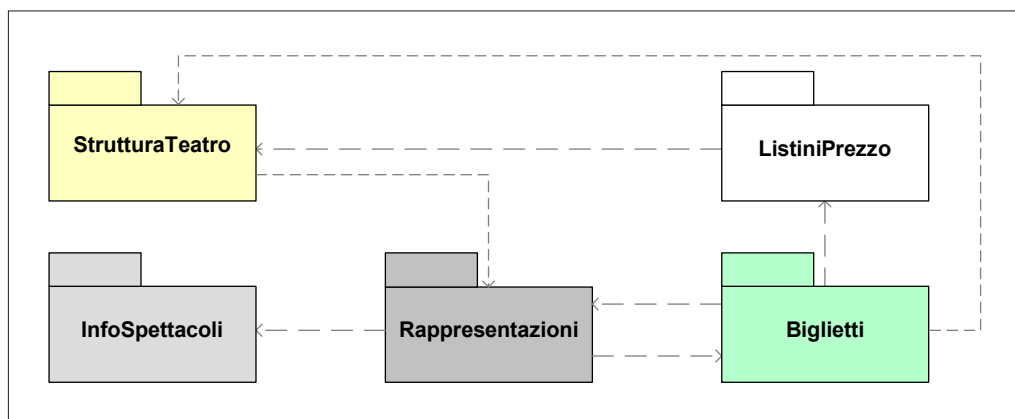 StrutturaTeatro
ListiniPrezzo
InfoSpettacoli
Rappresentazioni
Biglietti